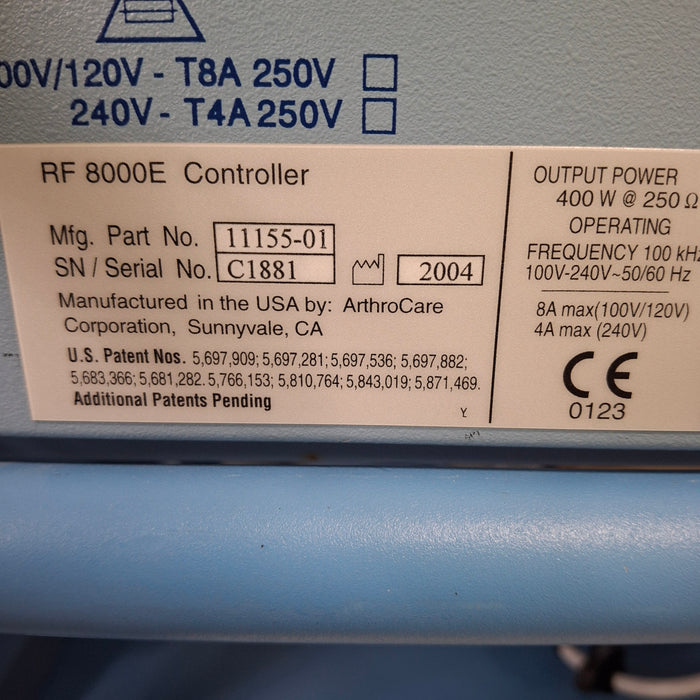 00V/120V - T8A 250V
240V - T4A 250V
RF 8000E Controller
Mfg. Part No. 11155-01
SN / Serial No. C1881 2004
Manufactured in the USA by: ArthroCare
Corporation, Sunnyvale, CA
U.S. Patent Nos. 5,697,909; 5,697,281; 5,697,536; 5,697,882;
5,683,366; 5,681,282. 5,766,153; 5,810,764; 5,843,019; 5,871,469.
Additional Patents Pending
Y
OUTPUT POWER
400 W @ 250 Ω
OPERATING
FREQUENCY 100 kHz
100V-240V~50/60 Hz
8A max(100V/120V)
4A max (240V)
CE
0123